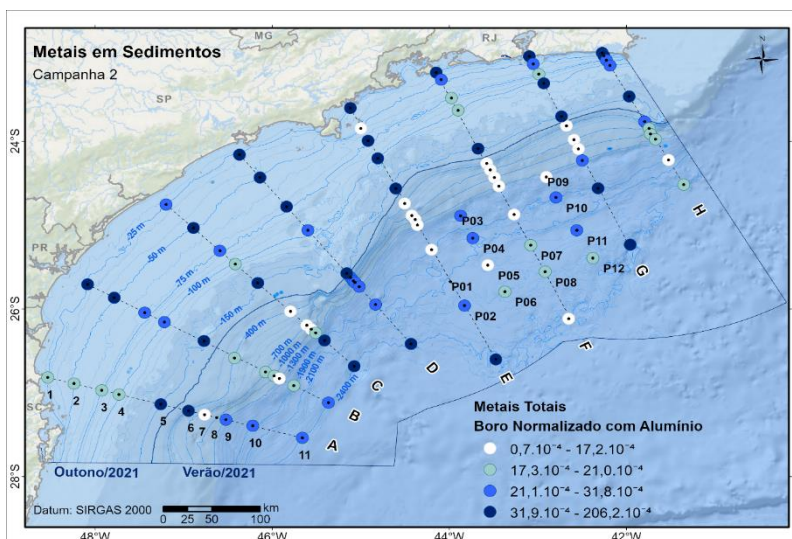 Metais em Sedimentos
Campanha 2
MG
RJ
SP
PR
SC
N
24°S
26°S
28°S
24°S
26°S
28°S
48°W
46°W
44°W
42°W
-25 m
-50 m
-75 m
-100 m
-150 m
-400 m
-700 m
-1000 m
-1300 m
-1900 m
-2100 m
-2400 m
1
2
3
4
5
6
7
8
9
10
11
A
B
C
D
E
F
G
H
P01
P02
P03
P04
P05
P06
P07
P08
P09
P10
P11
P12
Outono/2021
Verão/2021
Datum: SIRGAS 2000
0
25
50
100
km
Metais Totais
Boro Normalizado com Alumínio
0,7.10⁻⁴ - 17,2.10⁻⁴
17,3.10⁻⁴ - 21,0.10⁻⁴
21,1.10⁻⁴ - 31,8.10⁻⁴
31,9.10⁻⁴ - 206,2.10⁻⁴